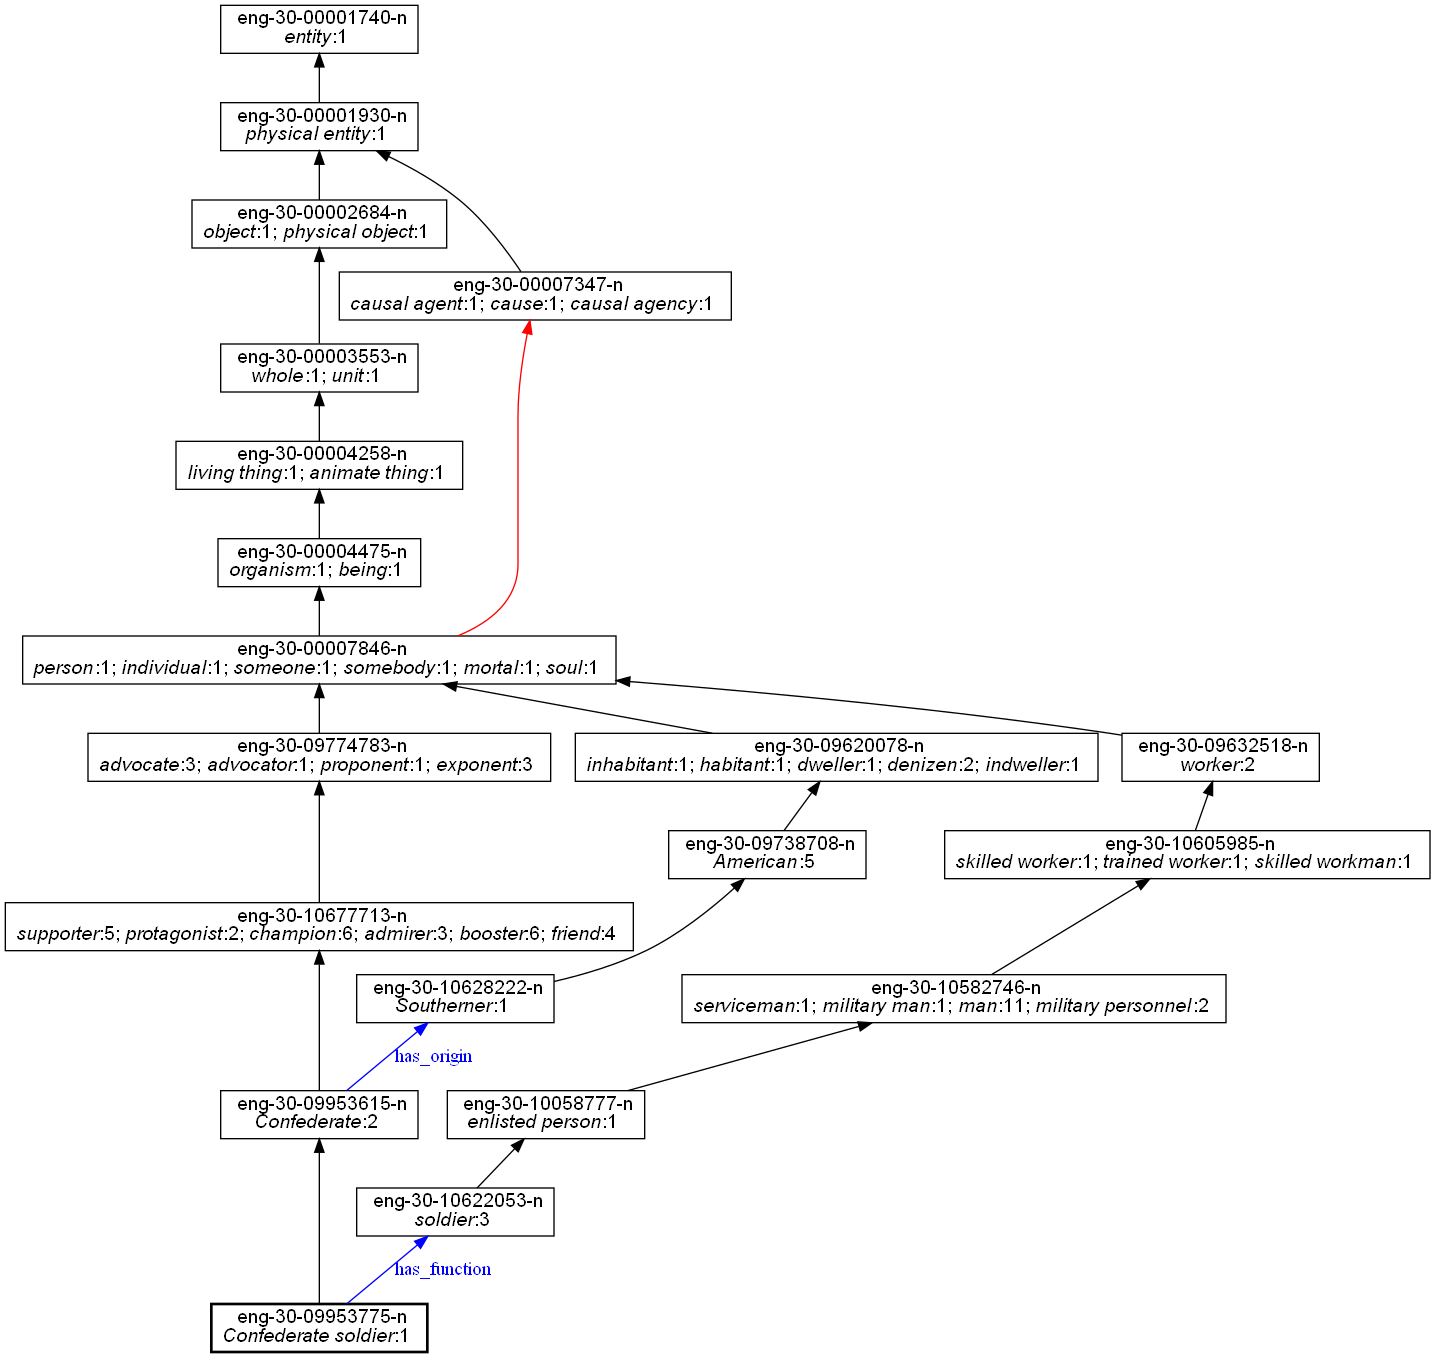 eng-30-00001740-n
entity:1
eng-30-00001930-n
physical entity:1
eng-30-00002684-n
object:1; physical object:1
eng-30-00007347-n
causal agent:1; cause:1; causal agency:1
eng-30-00003553-n
whole:1; unit:1
eng-30-00004258-n
living thing:1; animate thing:1
eng-30-00004475-n
organism:1; being:1
eng-30-00007846-n
person:1; individual:1; someone:1; somebody:1; mortal:1; soul:1
eng-30-09774783-n
advocate:3; advocator:1; proponent:1; exponent:3
eng-30-09620078-n
inhabitant:1; habitant:1; dweller:1; denizen:2; indweller:1
eng-30-09632518-n
worker:2
eng-30-09738708-n
American:5
eng-30-10605985-n
skilled worker:1; trained worker:1; skilled workman:1
eng-30-10677713-n
supporter:5; protagonist:2; champion:6; admirer:3; booster:6; friend:4
eng-30-10628222-n
Southerner:1
eng-30-10582746-n
serviceman:1; military man:1; man:11; military personnel:2
has_origin
eng-30-09953615-n
Confederate:2
eng-30-10058777-n
enlisted person:1
eng-30-10622053-n
soldier:3
has_function
eng-30-09953775-n
Confederate soldier:1